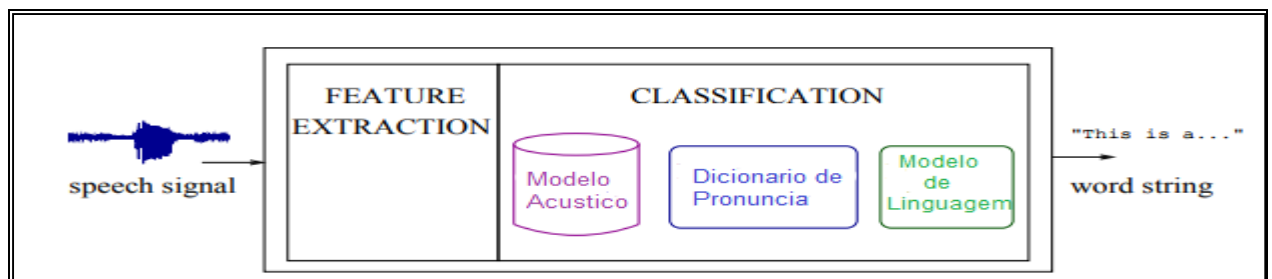 FEATURE
EXTRACTION
CLASSIFICATION
speech signal
Modelo
Acustico
Dicionario de
Pronuncia
Modelo
de
Linguagem
"This is a..."
word string